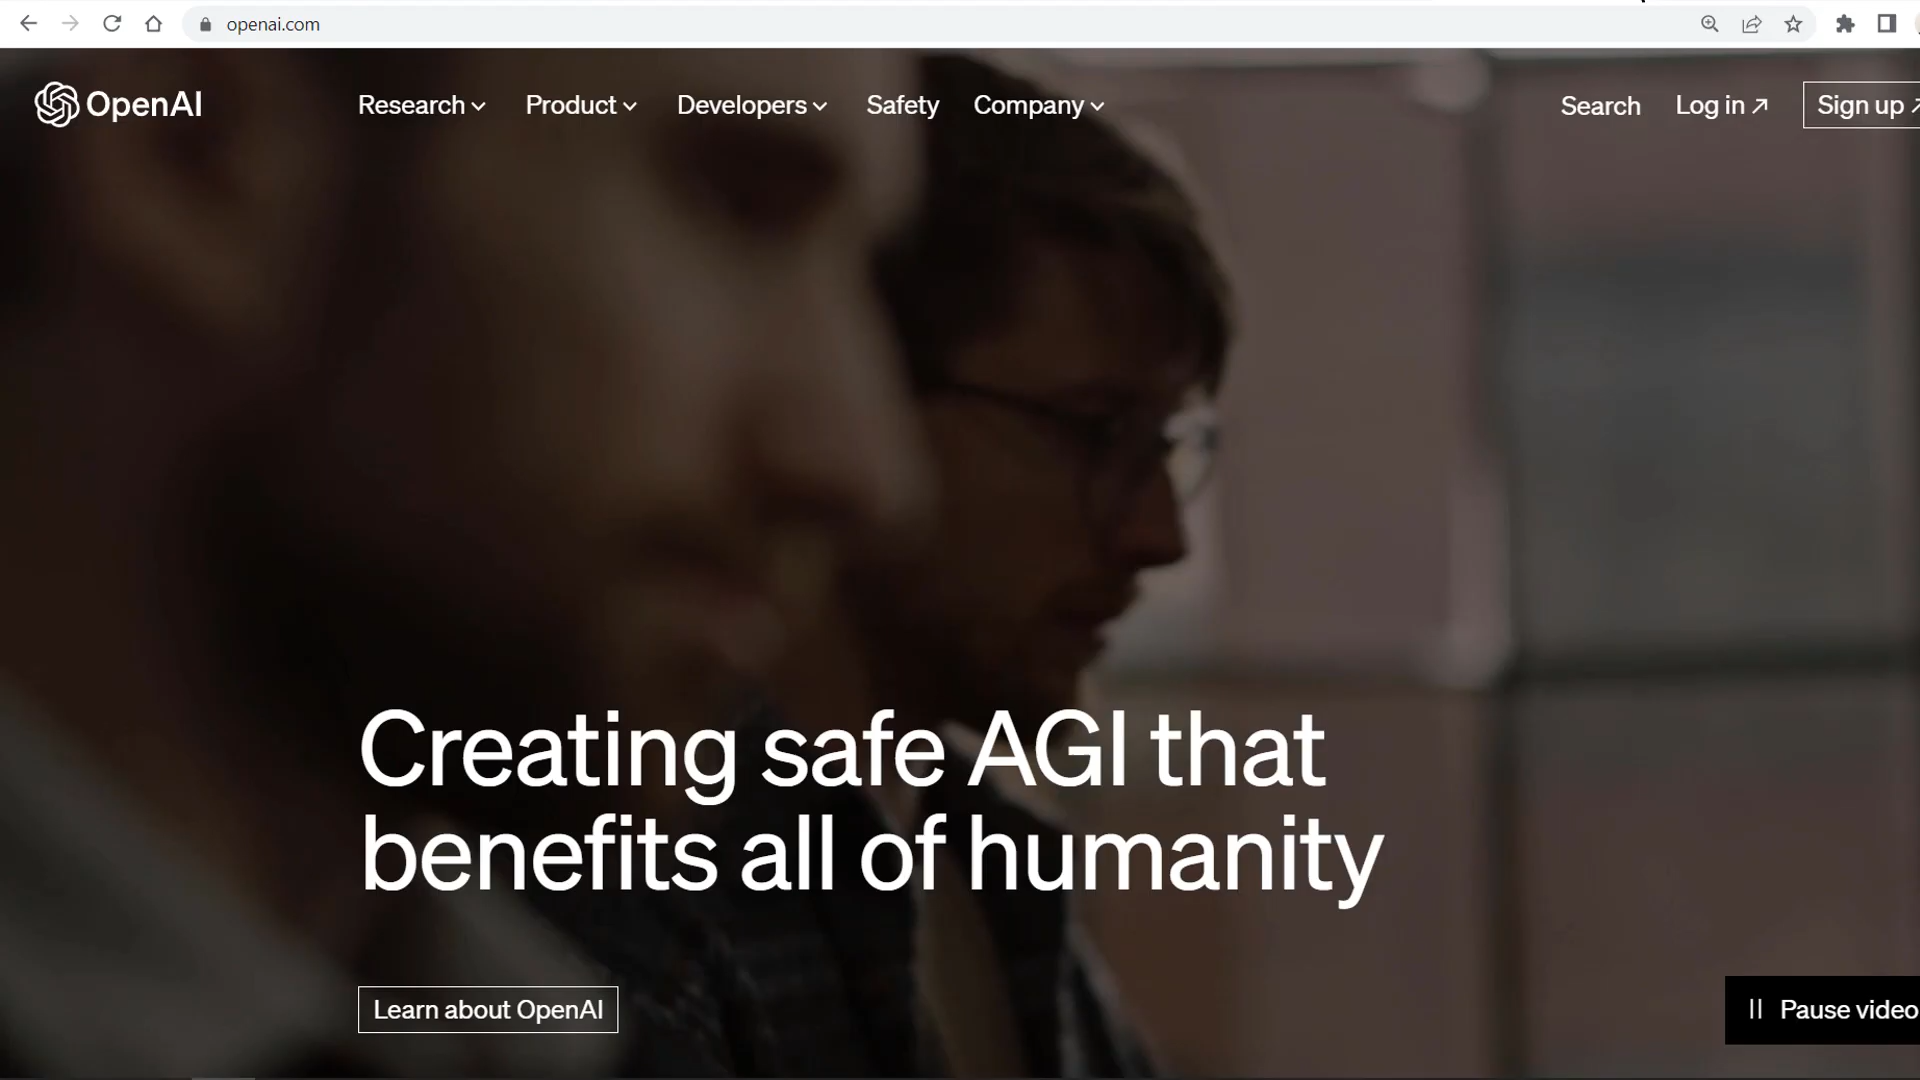 openai.com
OpenAI
Research
Product
Developers
Safety
Company
Search
Log in ↗
Sign up
Creating safe AGI that
benefits all of humanity
Learn about OpenAI
Pause video